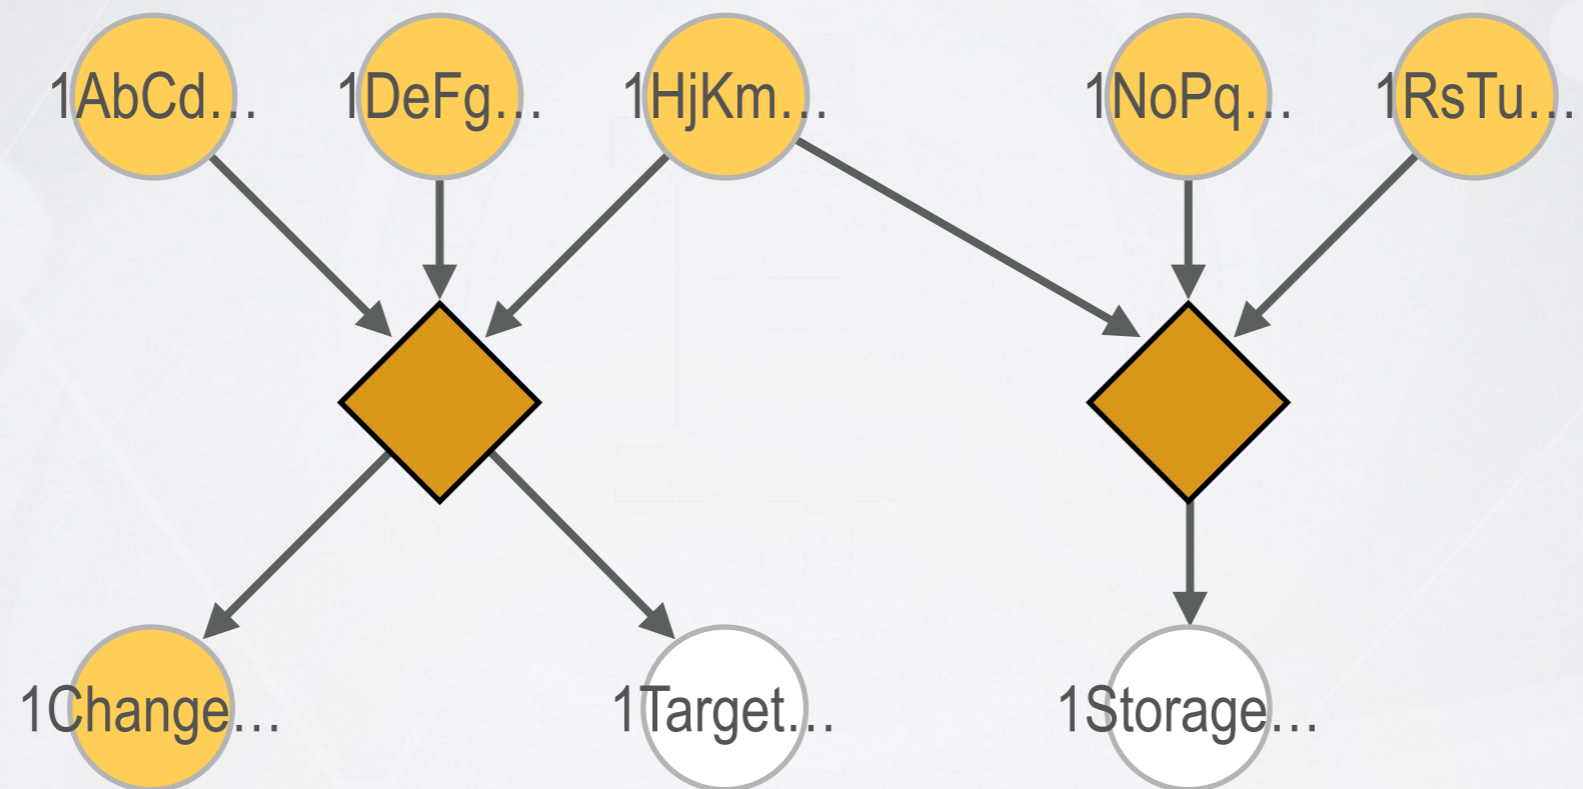 1AbCd…
1DeFg…
1HjKm…
1NoPq…
1RsTu…
1Change…
1Target…
1Storage…